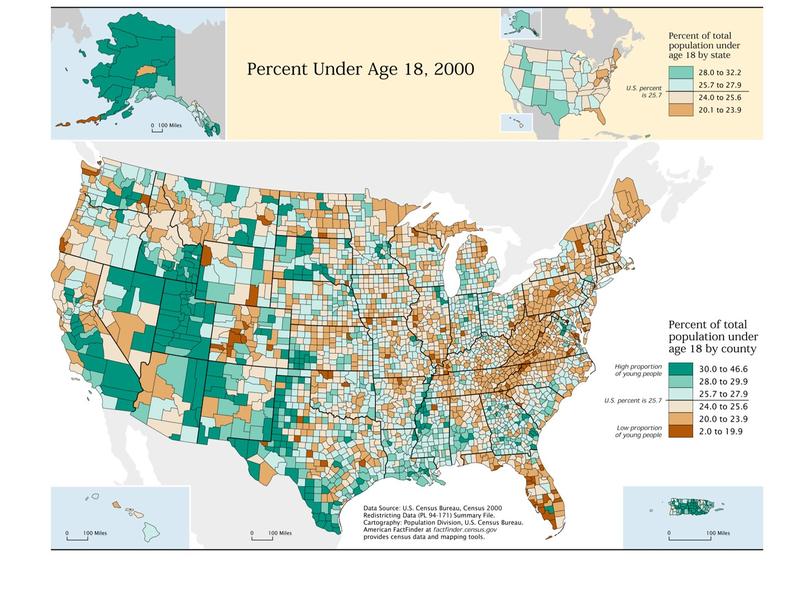 Percent Under Age 18, 2000
0 100 Miles
Percent of total
population under
age 18 by state
28.0 to 32.2
25.7 to 27.9
24.0 to 25.6
20.1 to 23.9
U.S. percent
is 25.7
Percent of total
population under
age 18 by county
High proportion
of young people
30.0 to 46.6
28.0 to 29.9
25.7 to 27.9
U.S. percent is 25.7
24.0 to 25.6
20.0 to 23.9
Low proportion
of young people
2.0 to 19.9
0 100 Miles
0 100 Miles
Data Source: U.S. Census Bureau, Census 2000
Redistricting Data (PL 94-171) Summary File.
Cartography: Population Division, U.S. Census Bureau.
American FactFinder at factfinder.census.gov
provides census data and mapping tools.
0 100 Miles